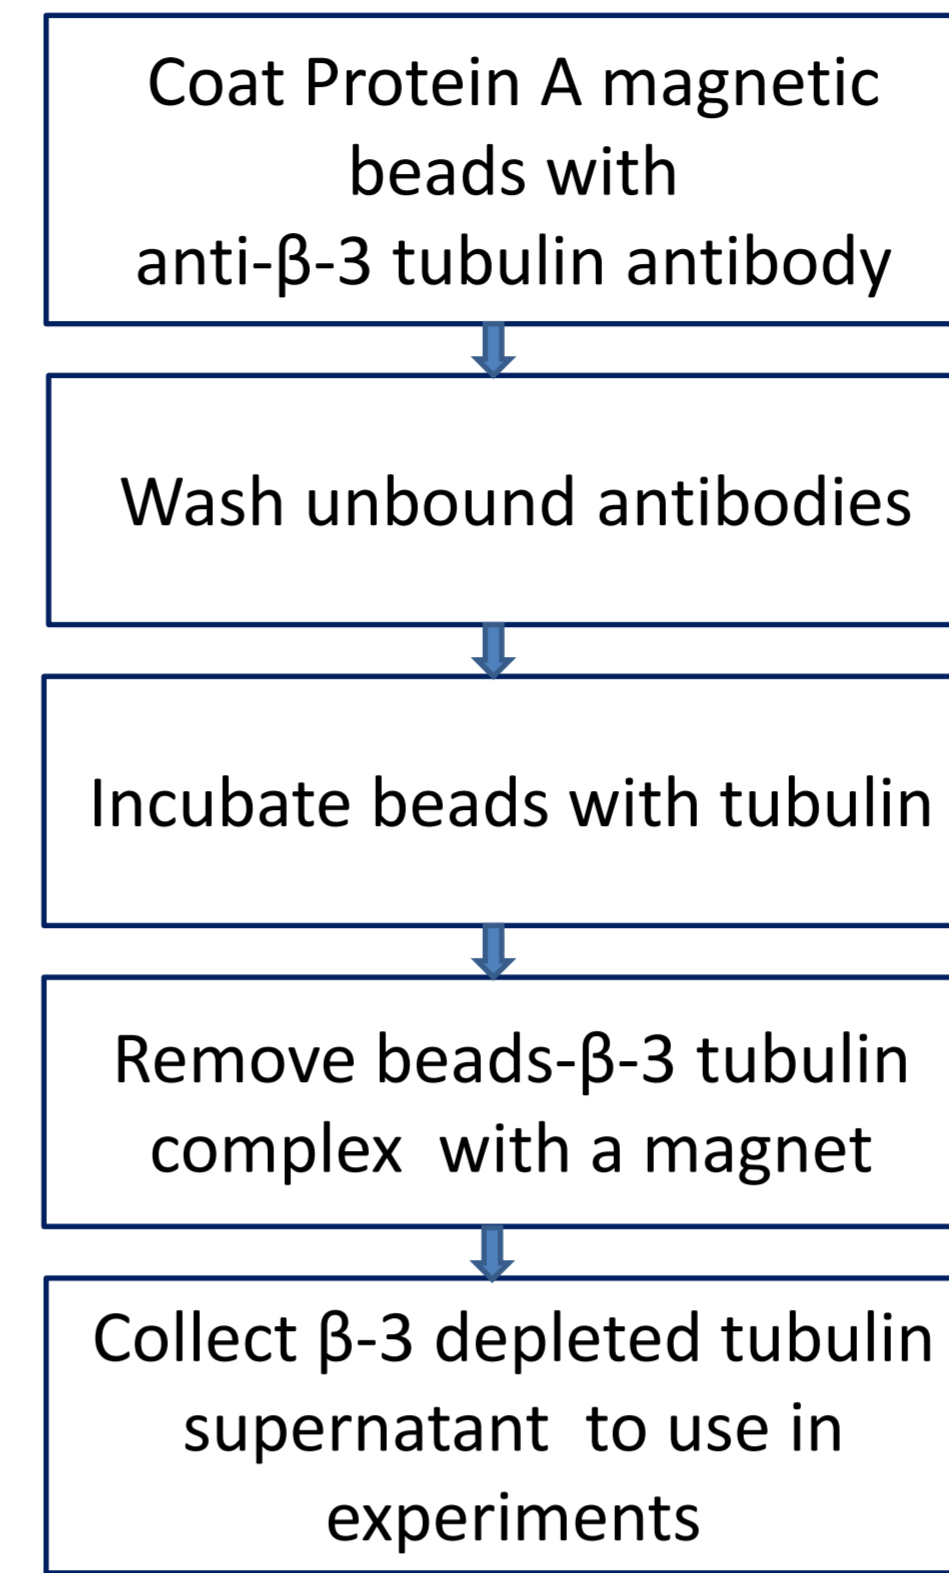 Coat Protein A magnetic
beads with
anti-β-3 tubulin antibody
Wash unbound antibodies
Incubate beads with tubulin
Remove beads-β-3 tubulin
complex  with a magnet
Collect β-3 depleted tubulin
supernatant  to use in
experiments